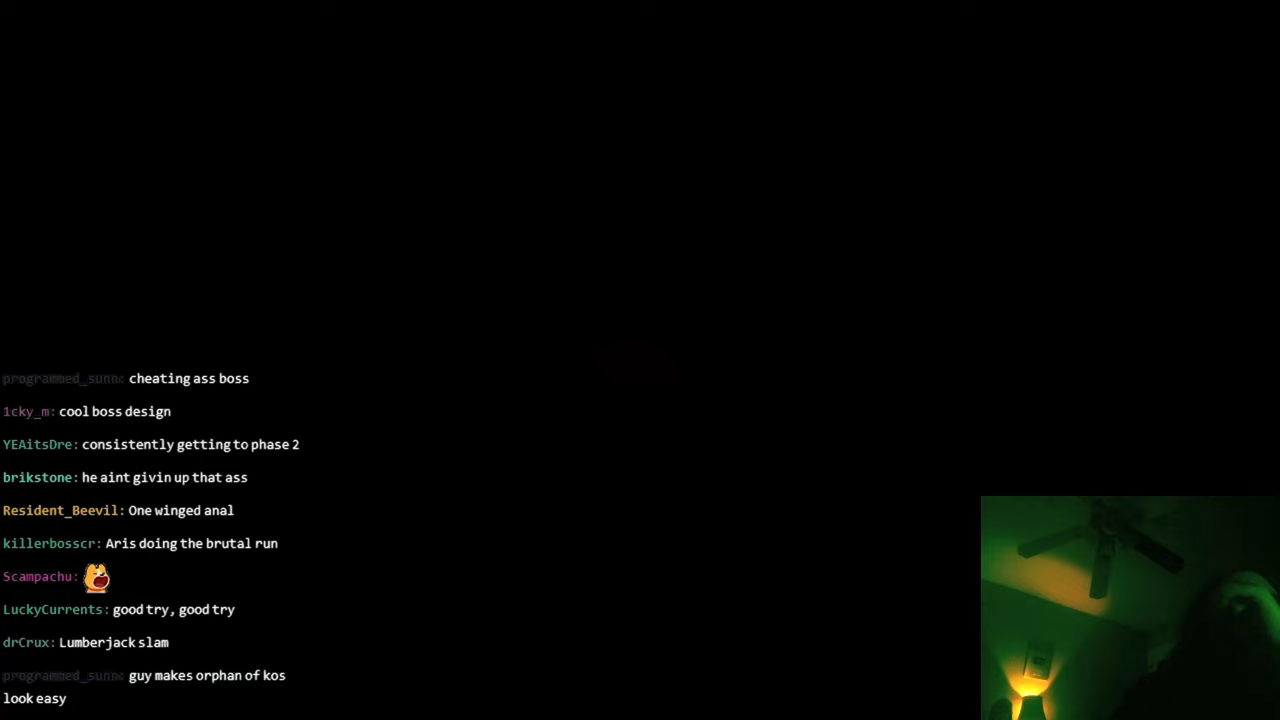 programmed_sunn: cheating ass boss
1cky_m: cool boss design
YEAitsDre: consistently getting to phase 2
brikstone: he aint givin up that ass
Resident_Beevil: One winged anal
killerbosscr: Aris doing the brutal run
Scampachu:
LuckyCurrents: good try, good try
drCrux: Lumberjack slam
programmed_sunn: guy makes orphan of kos
look easy